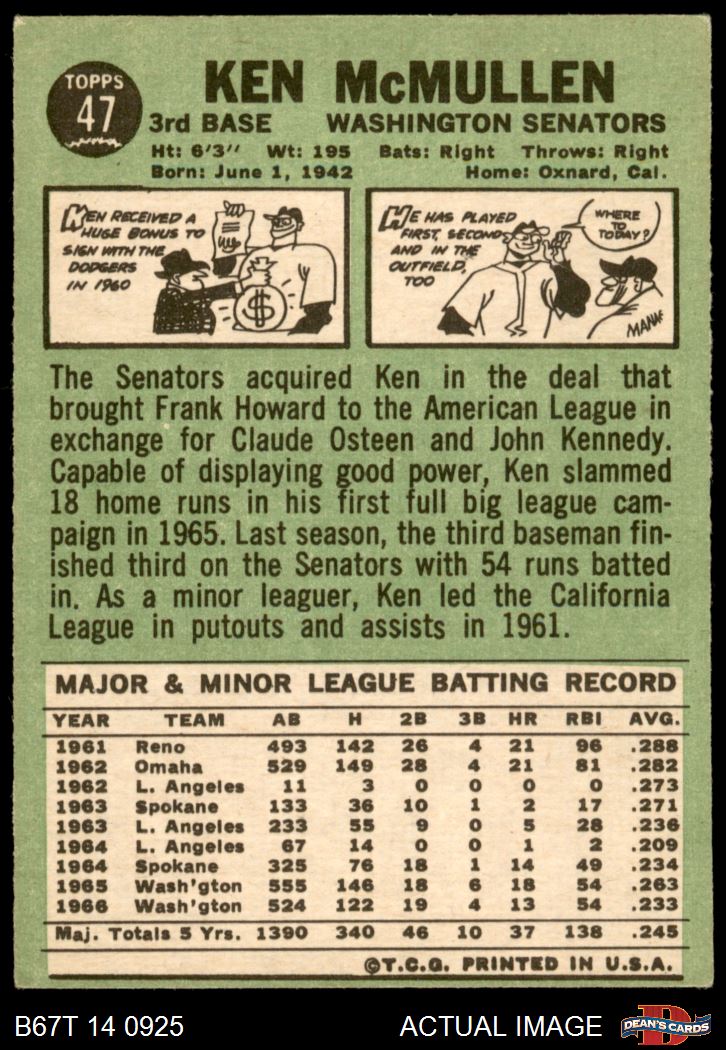 TOPPS
47
KEN McMULLEN
3rd BASE WASHINGTON SENATORS
Ht: 6'3" Wt: 195 Bats: Right Throws: Right
Born: June 1, 1942 Home: Oxnard, Cal.
KEN RECEIVED A
HUGE BONUS TO
SIGN WITH THE
DODGERS
IN 1960
$
HE HAS PLAYED
FIRST, SECOND
AND IN THE
OUTFIELD,
TOO
WHERE
TO
TODAY?
MANA
The Senators acquired Ken in the deal that
brought Frank Howard to the American League in
exchange for Claude Osteen and John Kennedy.
Capable of displaying good power, Ken slammed
18 home runs in his first full big league cam-
paign in 1965. Last season, the third baseman fin-
ished third on the Senators with 54 runs batted
in. As a minor leaguer, Ken led the California
League in putouts and assists in 1961.
MAJOR & MINOR LEAGUE BATTING RECORD
YEAR TEAM AB H 2B 3B HR RBI AVG.
1961 Reno 493 142 26 4 21 96 .288
1962 Omaha 529 149 28 4 21 81 .282
1962 L. Angeles 11 3 0 0 0 0 .273
1963 Spokane 133 36 10 1 2 17 .271
1963 L. Angeles 233 55 9 0 5 28 .236
1964 L. Angeles 67 14 0 0 1 2 .209
1964 Spokane 325 76 18 1 14 49 .234
1965 Wash'gton 555 146 18 6 18 54 .263
1966 Wash'gton 524 122 19 4 13 54 .233
Maj. Totals 5 Yrs. 1390 340 46 10 37 138 .245
©T.C.G. PRINTED IN U.S.A.
B67T 14 0925 ACTUAL IMAGE
D
DEAN'S CARDS